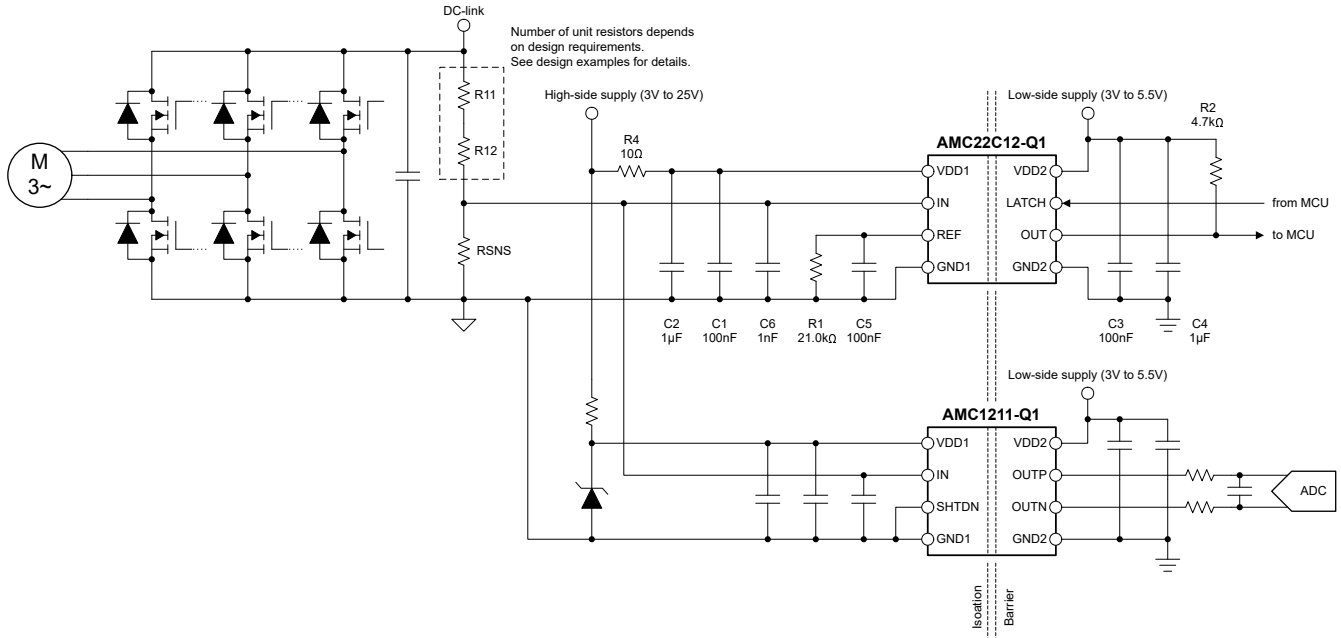 DC-link
Number of unit resistors depends
on design requirements.
See design examples for details.
R11
R12
RSNS
M
3~
High-side supply (3V to 25V)
R4
10Ω
Low-side supply (3V to 5.5V)
R2
4.7kΩ
AMC22C12-Q1
VDD1
IN
REF
GND1
VDD2
LATCH
OUT
GND2
from MCU
to MCU
C2
1µF
C1
100nF
C6
1nF
R1
21.0kΩ
C5
100nF
C3
100nF
C4
1µF
Low-side supply (3V to 5.5V)
AMC1211-Q1
VDD1
IN
SHTDN
GND1
VDD2
OUTP
OUTN
GND2
ADC
Isoation
Barrier